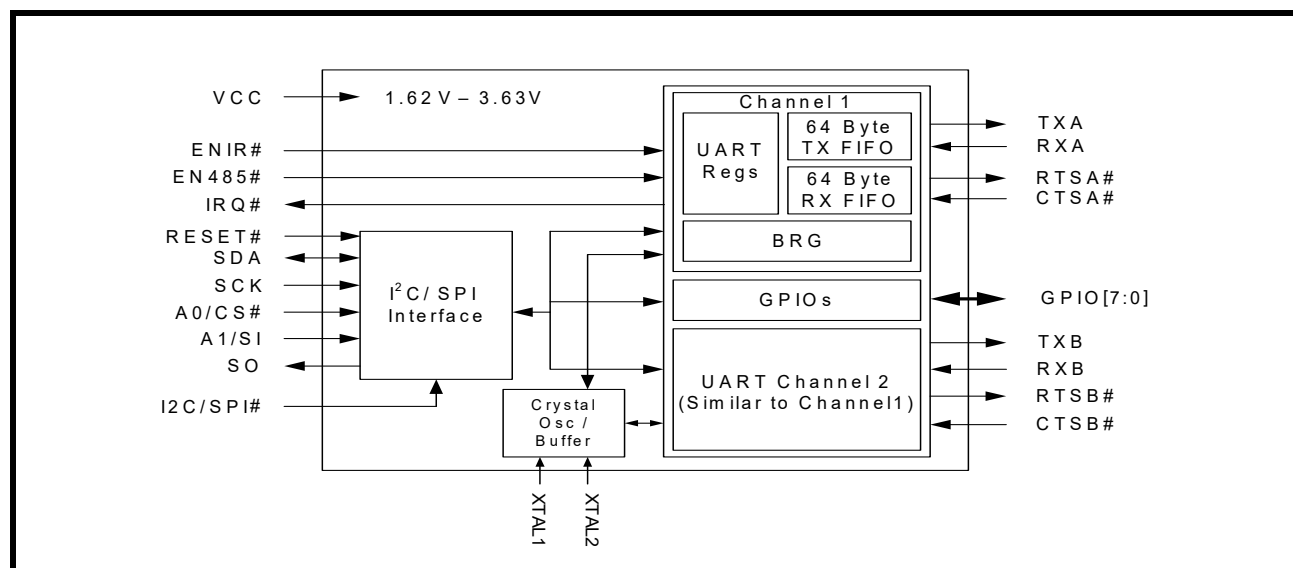 VCC
1.62V – 3.63V
ENIR#
EN485#
IRQ#
RESET#
SDA
SCK
A0/CS#
A1/SI
SO
I2C/SPI#
I²C/SPI
Interface
Crystal
Osc/
Buffer
XTAL1
XTAL2
Channel 1
UART
Regs
64 Byte
TX FIFO
64 Byte
RX FIFO
BRG
GPIOs
UART Channel 2
(Similar to Channel1)
TXA
RXA
RTSA#
CTSA#
GPIO[7:0]
TXB
RXB
RTSB#
CTSB#